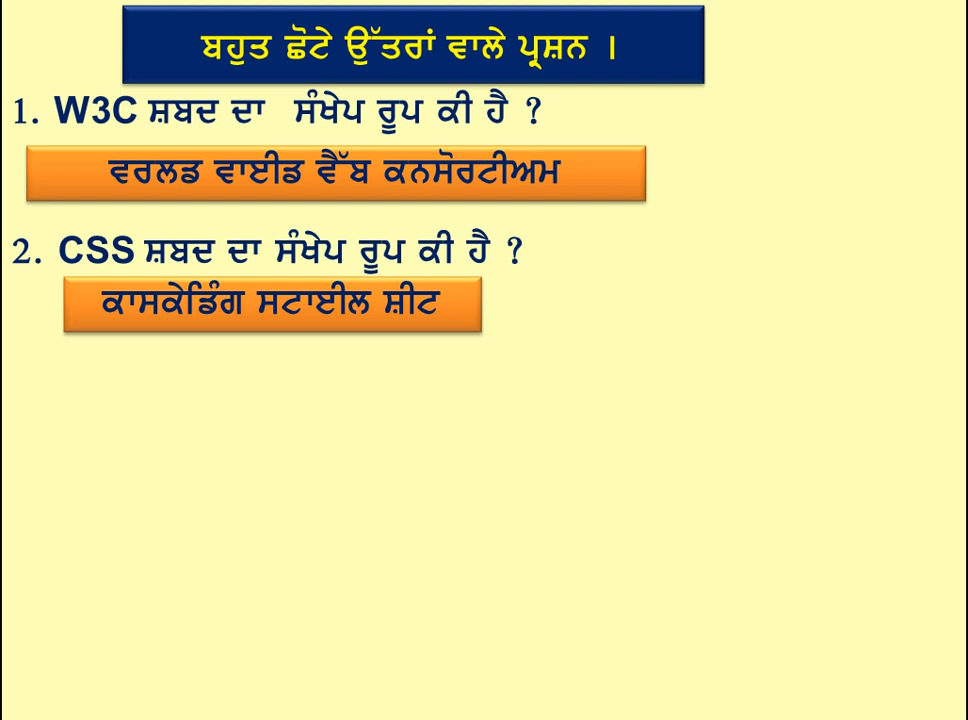 ਬਹੁਤ ਛੋਟੇ ਉੱਤਰਾਂ ਵਾਲੇ ਪ੍ਰਸ਼ਨ ।
1. W3C ਸ਼ਬਦ ਦਾ ਸੰਖੇਪ ਰੂਪ ਕੀ ਹੈ ?
ਵਰਲਡ ਵਾਈਡ ਵੈੱਬ ਕਨਸੋਰਟੀਅਮ
2. CSS ਸ਼ਬਦ ਦਾ ਸੰਖੇਪ ਰੂਪ ਕੀ ਹੈ ?
ਕਾਸਕੇਡਿੰਗ ਸਟਾਈਲ ਸ਼ੀਟ